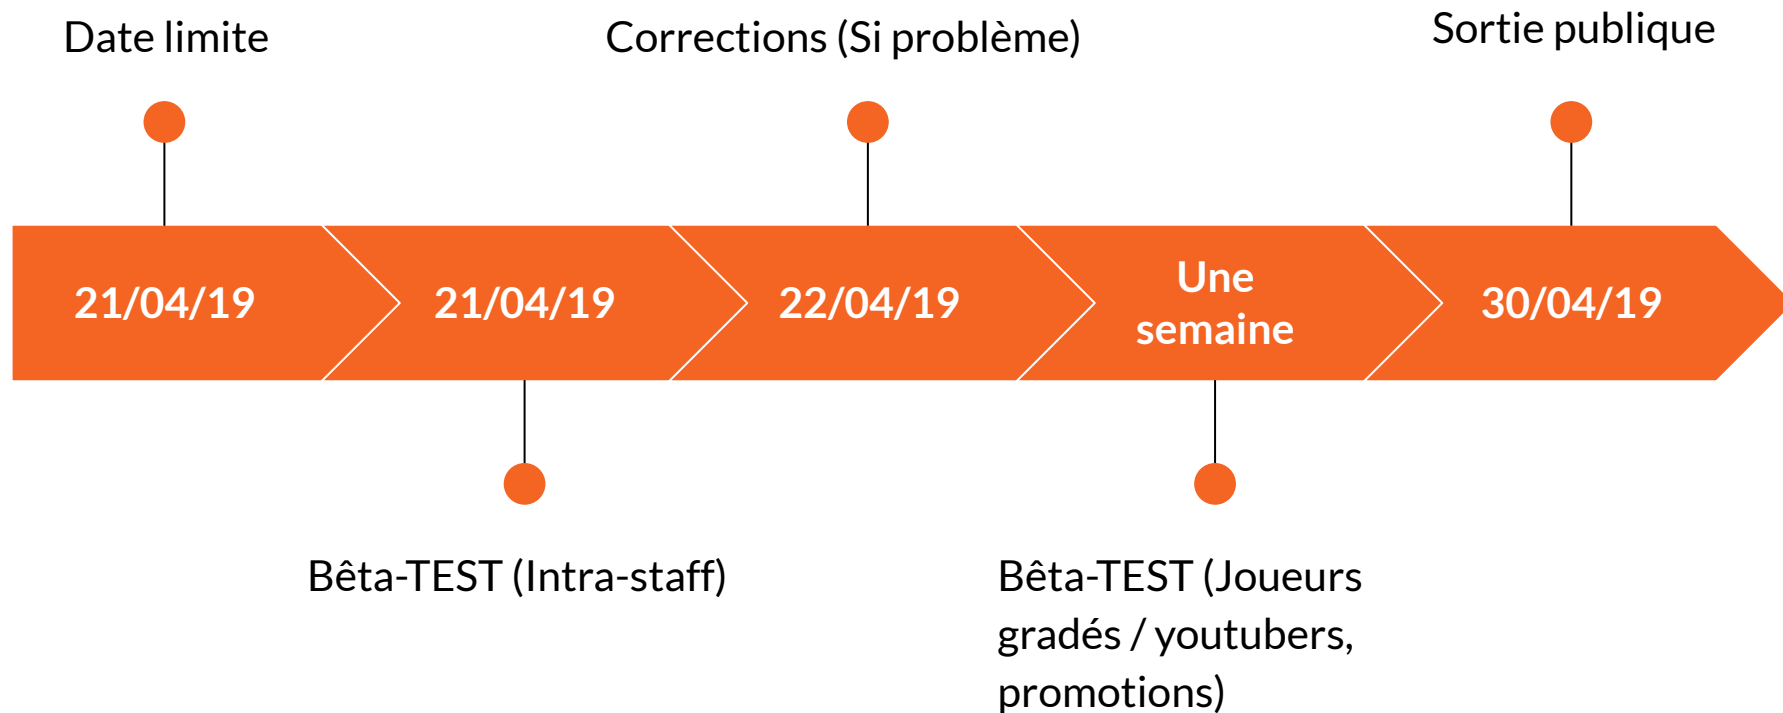 Date limite
Corrections (Si problème)
Sortie publique
21/04/19
21/04/19
22/04/19
Une
semaine
30/04/19
Bêta-TEST (Intra-staff)
Bêta-TEST (Joueurs
gradés / youtubers,
promotions)